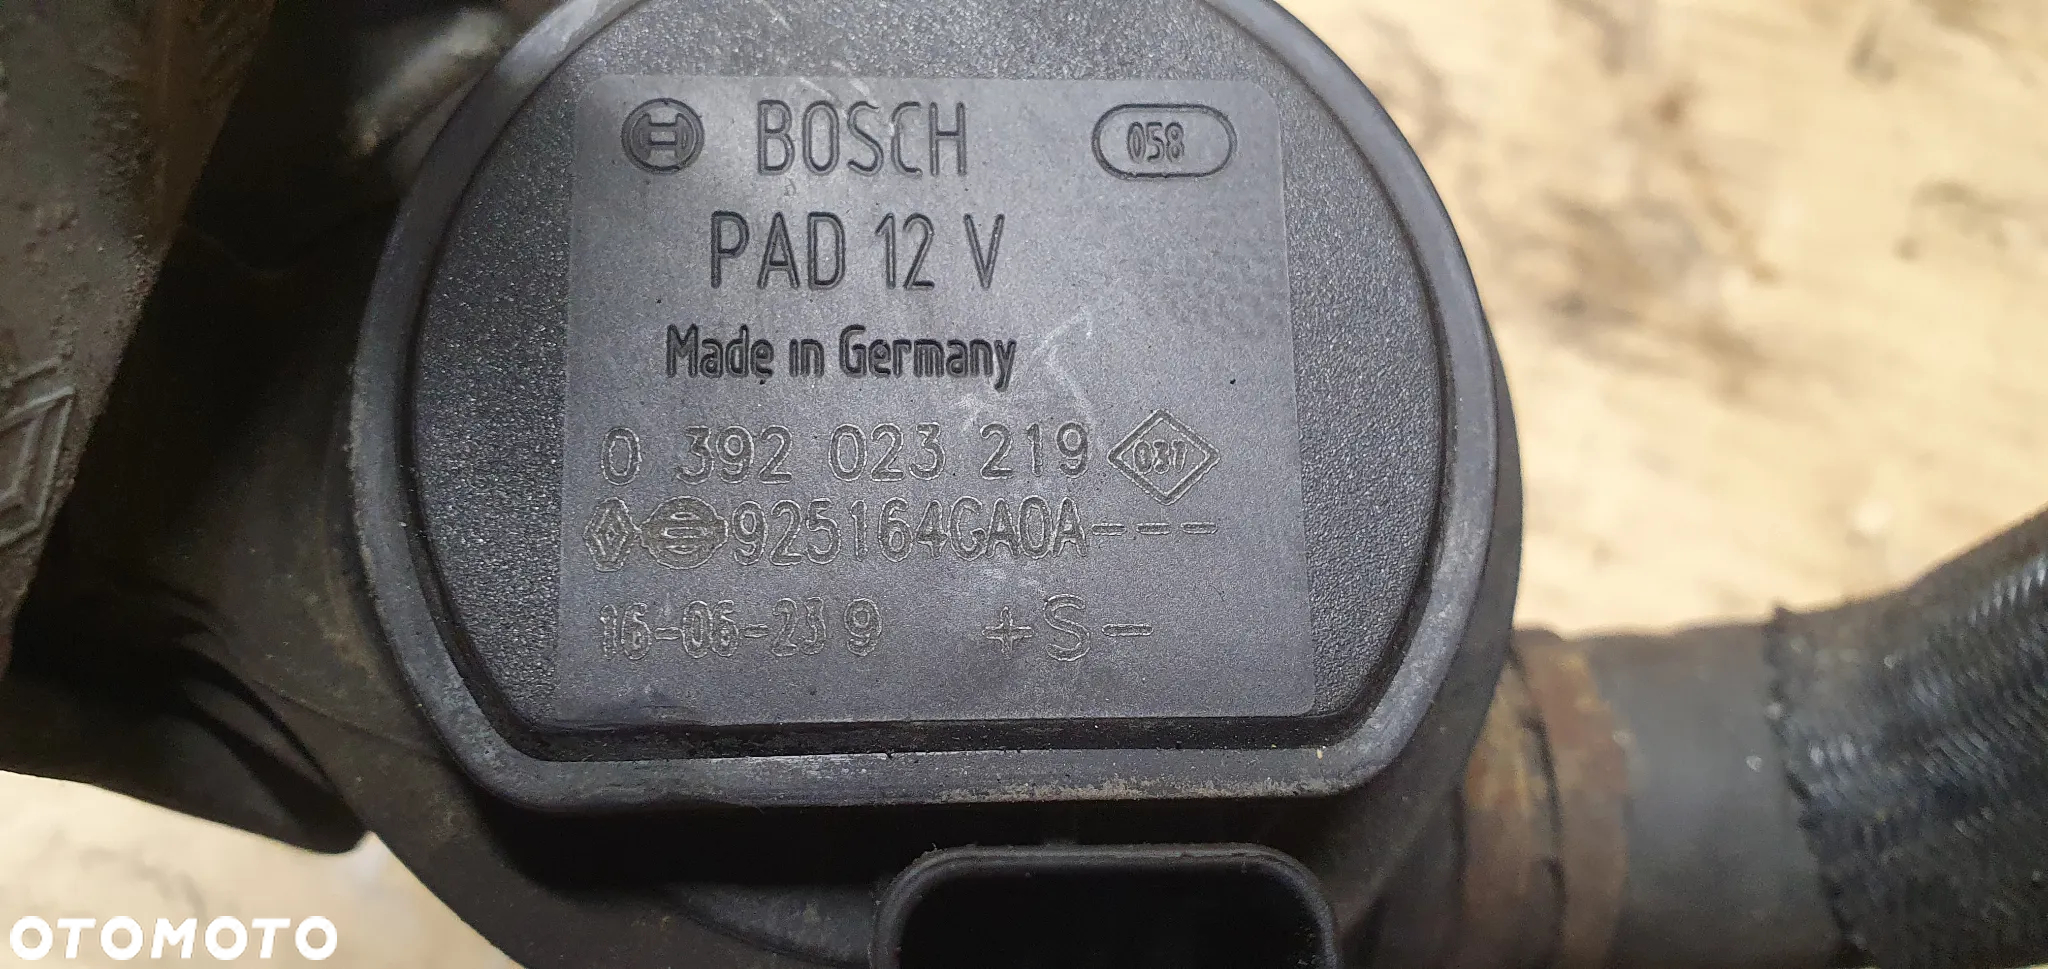 BOSCH 058
PAD 12 V
Made in Germany
0 392 023 219 037
925164GA0A---
16-06-23 9 +S-
OTOMOTO